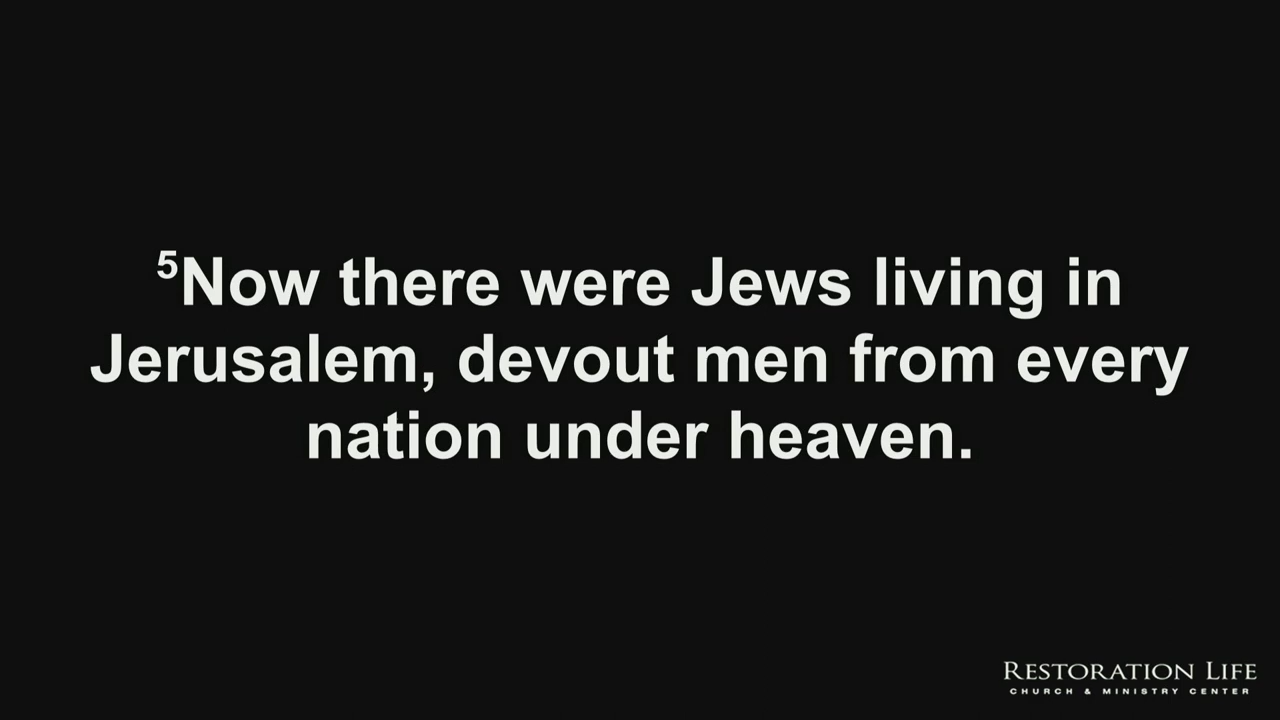 ⁵Now there were Jews living in
Jerusalem, devout men from every
nation under heaven.
RESTORATION LIFE
CHURCH & MINISTRY CENTER